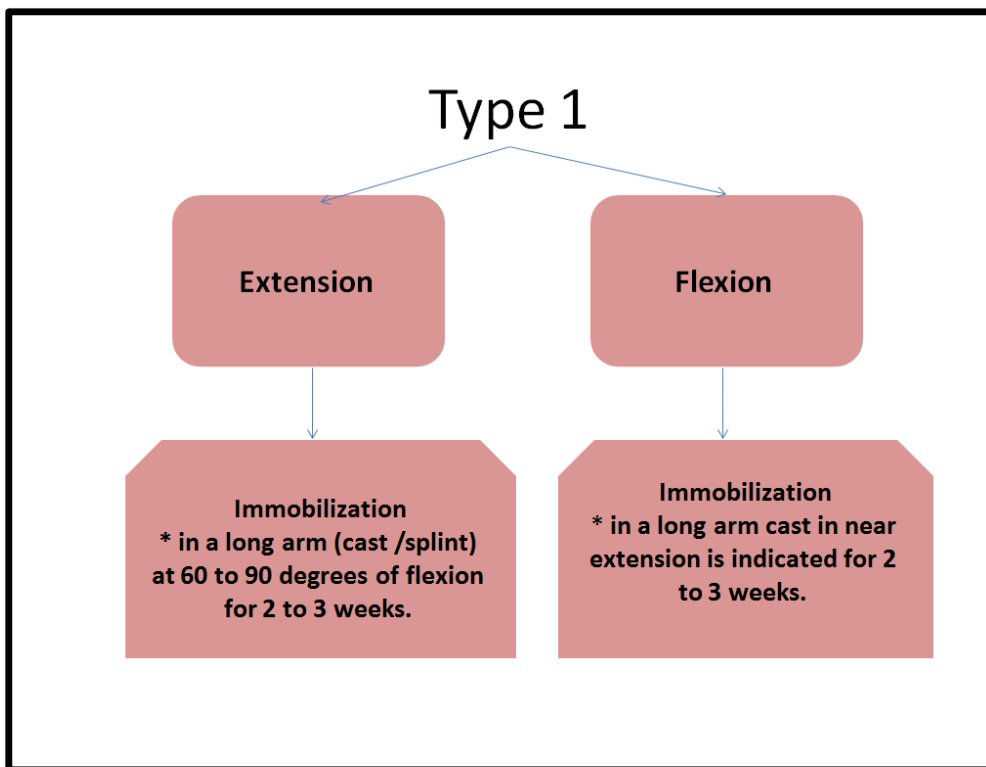 Type 1
Extension
Flexion
Immobilization
* in a long arm (cast /splint)
at 60 to 90 degrees of flexion
for 2 to 3 weeks.
Immobilization
* in a long arm cast in near
extension is indicated for 2
to 3 weeks.